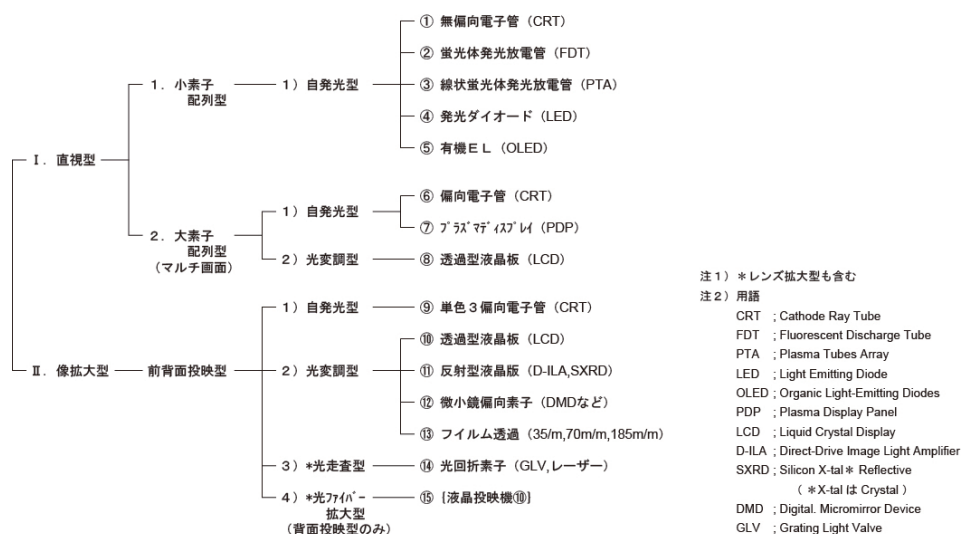 ① 無偏向電子管（CRT）
② 蛍光体発光放電管（FDT）
1．小素子
配列型
1）自発光型
③ 線状蛍光体発光放電管（PTA）
④ 発光ダイオード（LED）
⑤ 有機ＥＬ（OLED）
Ⅰ．直視型
2．大素子
配列型
（マルチ画面）
1）自発光型
⑥ 偏向電子管（CRT）
⑦ ﾌﾟﾗｽﾞﾏﾃﾞｨｽﾌﾟﾚｲ（PDP）
2）光変調型
⑧ 透過型液晶板（LCD）
Ⅱ．像拡大型
前背面投映型
1）自発光型
⑨ 単色３偏向電子管（CRT）
2）光変調型
⑩ 透過型液晶板（LCD）
⑪ 反射型液晶版（D-ILA,SXRD）
⑫ 微小鏡偏向素子（DMDなど）
⑬ フイルム透過（35/m,70m/m,185m/m）
3）*光走査型
⑭ 光回折素子（GLV,レーザー）
4）*光ﾌｧｲﾊﾞｰ
拡大型
（背面投映型のみ）
⑮ {液晶投映機⑩}
注１）＊レンズ拡大型も含む
注２）用語
CRT ; Cathode Ray Tube
FDT ; Fluorescent Discharge Tube
PTA ; Plasma Tubes Array
LED ; Light Emitting Diode
OLED ; Organic Light-Emitting Diodes
PDP ; Plasma Display Panel
LCD ; Liquid Crystal Display
D-ILA ; Direct-Drive Image Light Amplifier
SXRD ; Silicon X-tal＊ Reflective
（ ＊X-tal は Crystal ）
DMD ; Digital. Micromirror Device
GLV ; Grating Light Valve